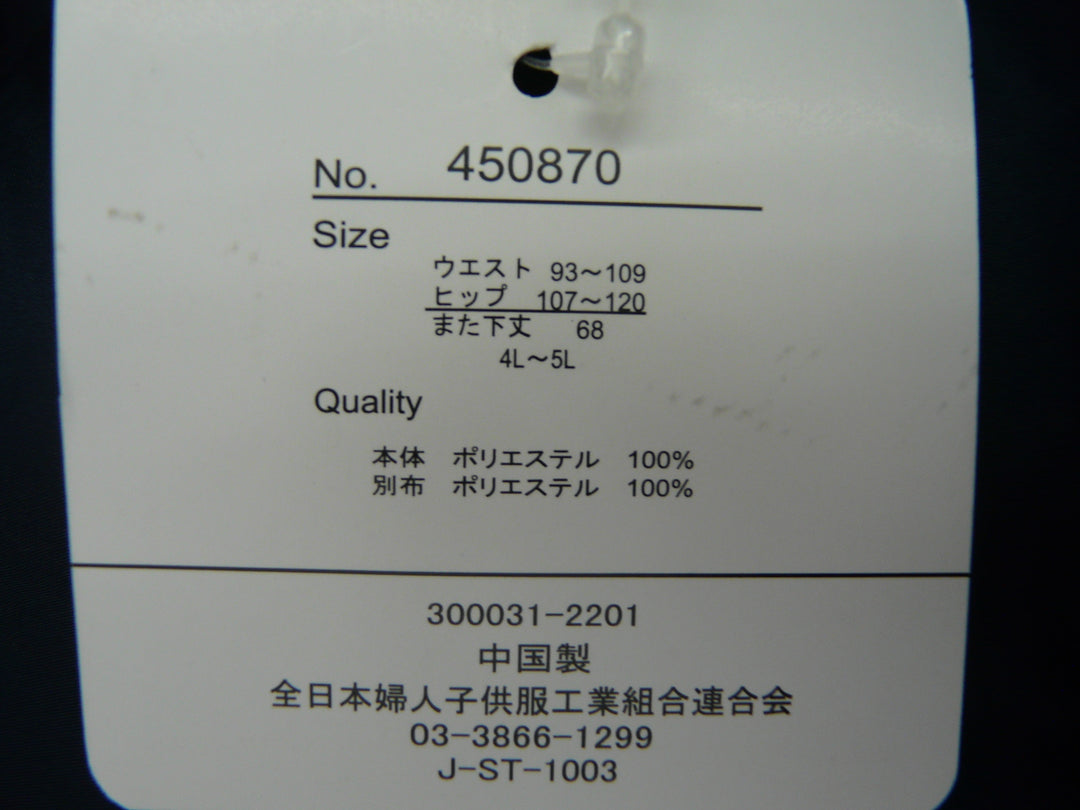 No. 450870
Size
ウエスト 93〜109
ヒップ 107〜120
また下丈 68
4L〜5L
Quality
本体 ポリエステル 100%
別布 ポリエステル 100%
300031-2201
中国製
全日本婦人子供服工業組合連合会
03-3866-1299
J-ST-1003